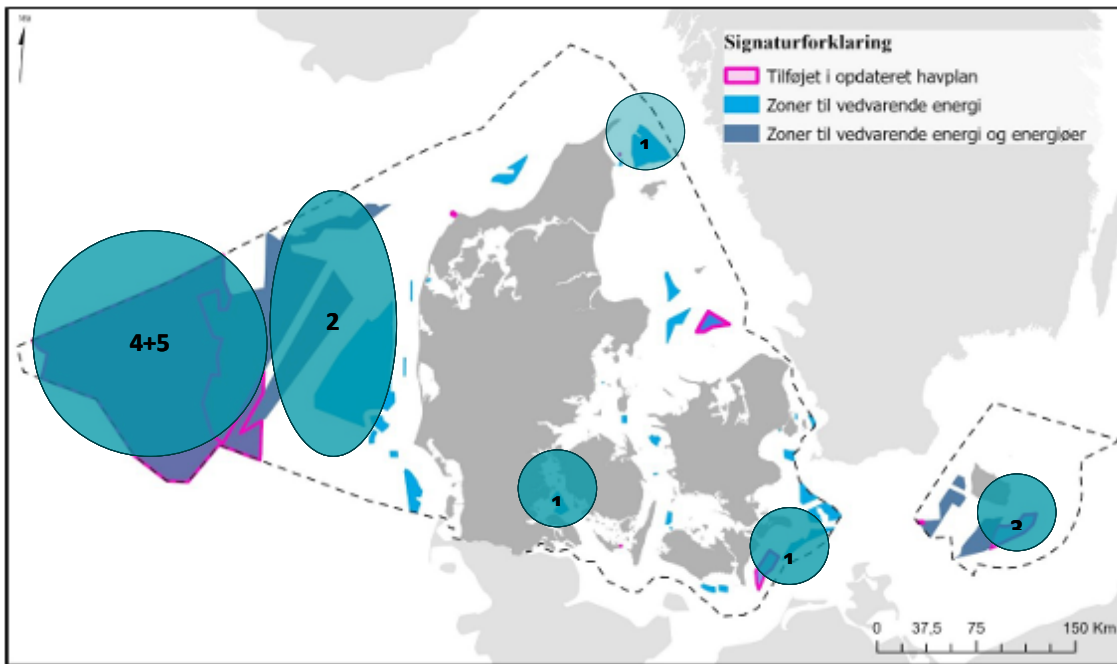 Signaturforklaring
Tilføjet i opdateret havplan
Zoner til vedvarende energi
Zoner til vedvarende energi og energiøer
1
2
4+5
1
1
0 37,5 75 150 Km